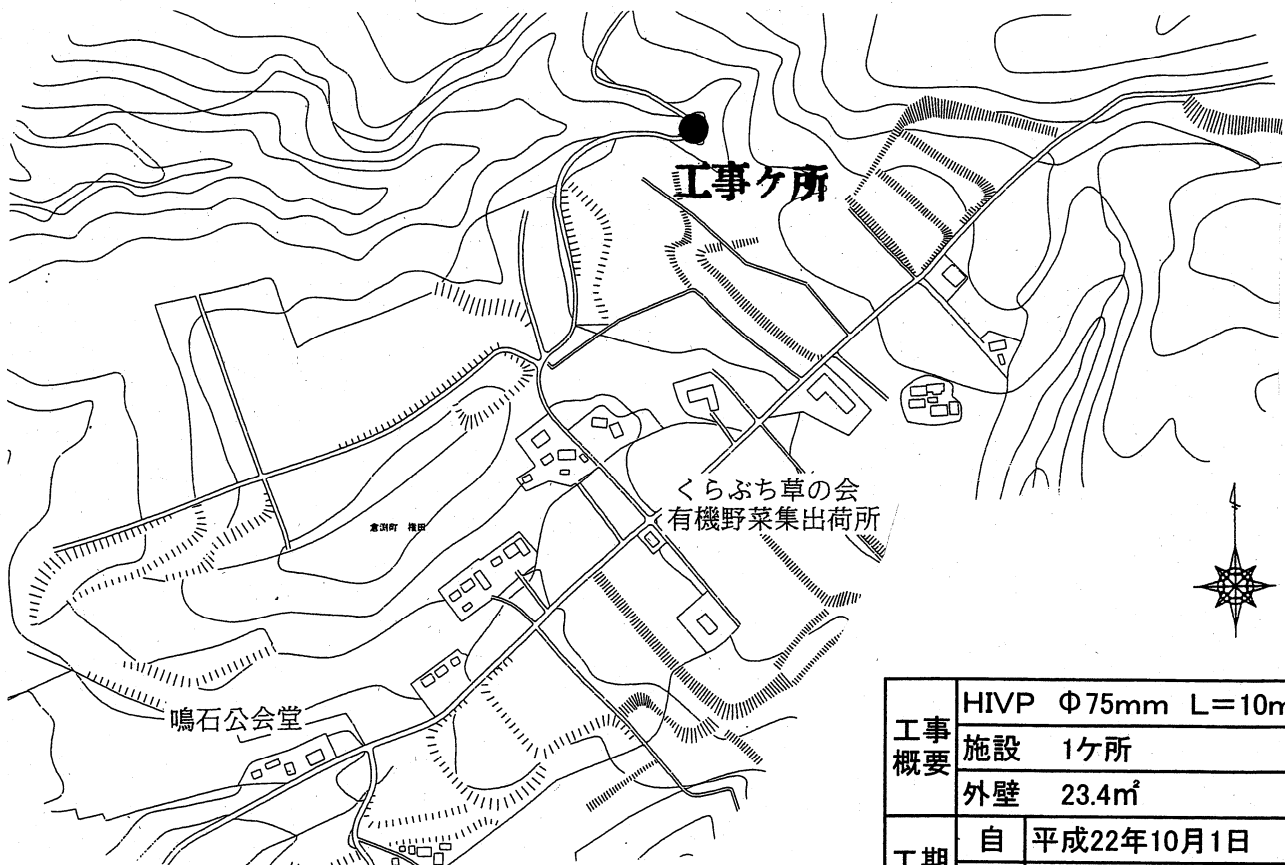 工事ケ所
くらぶち草の会
有機野菜集出荷所
倉渕町 権田
鳴石公会堂
工事概要
HIVP Φ75mm L=10m
施設 1ケ所
外壁 23.4㎡
工期
自 平成22年10月1日